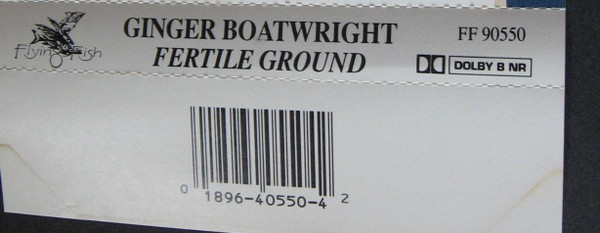 Flying Fish
GINGER BOATWRIGHT
FERTILE GROUND
FF 90550
DOLBY B NR
0 1896-40550-4 2